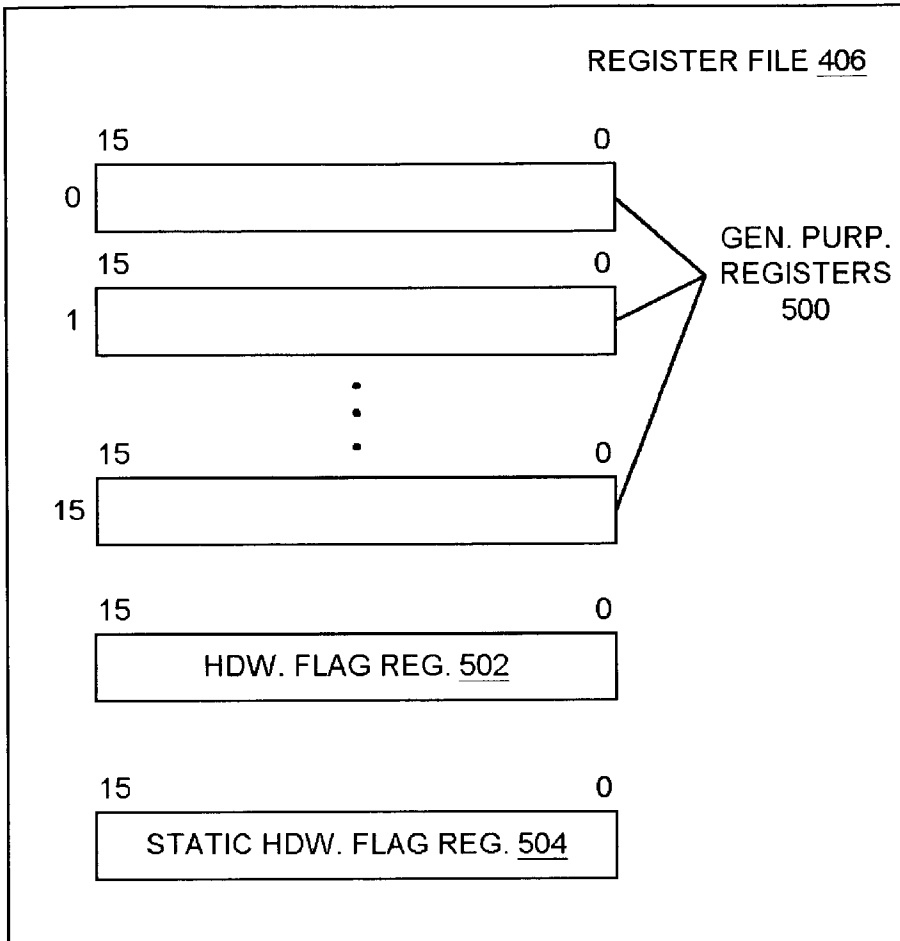 REGISTER FILE 406
15 0
0
15 0
1
GEN. PURP.
REGISTERS
500
15 0
15
15 0
HDW. FLAG REG. 502
15 0
STATIC HDW. FLAG REG. 504